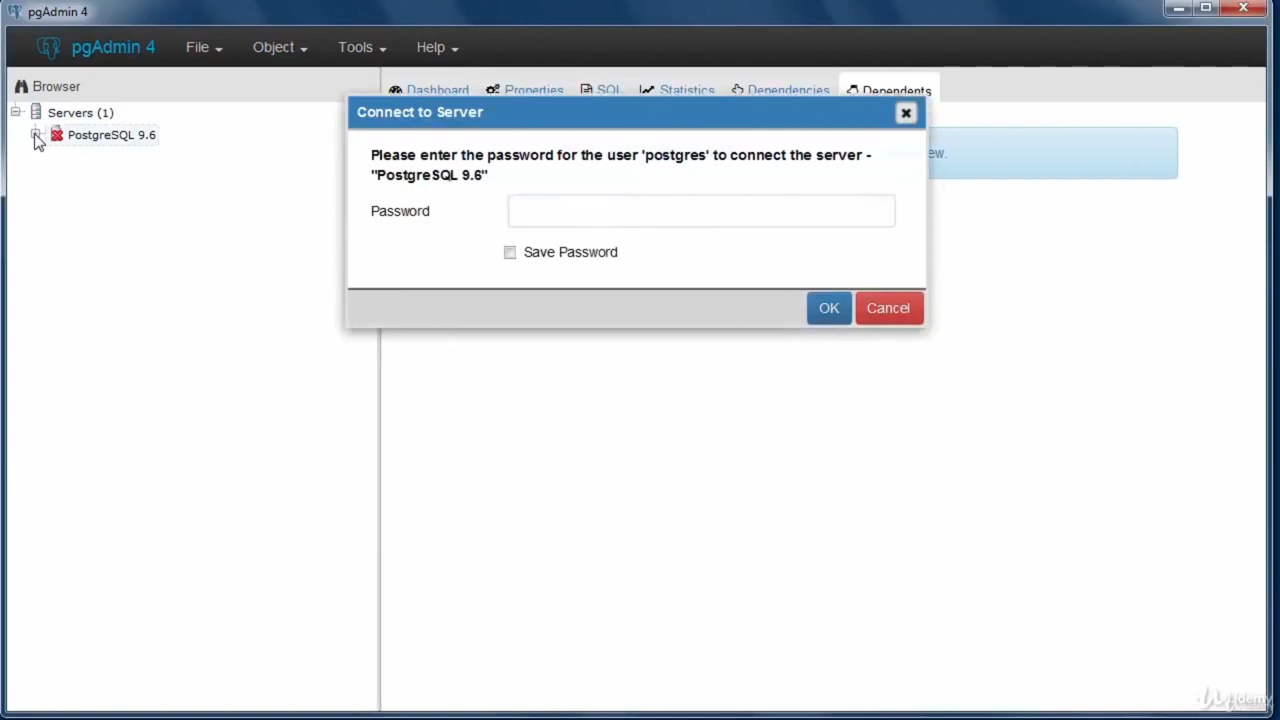 pgAdmin 4
pgAdmin 4 File Object Tools Help
Browser
Dashboard Properties SQL Statistics Dependencies Dependents
Servers (1)
PostgreSQL 9.6
Connect to Server
Please enter the password for the user 'postgres' to connect the server -
"PostgreSQL 9.6"
ew.
Password
Save Password
OK Cancel
Udemy